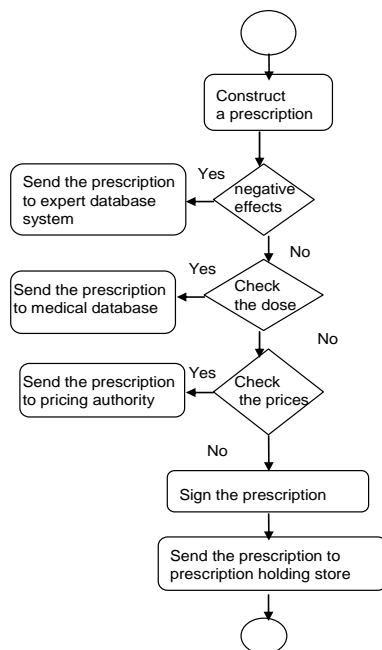 Construct
a prescription
Yes
negative
effects
Send the prescription
to expert database
system
No
Yes
Check
the dose
Send the prescription
to medical database
No
Yes
Check
the prices
Send the prescription
to pricing authority
No
Sign the prescription
Send the prescription to
prescription holding store